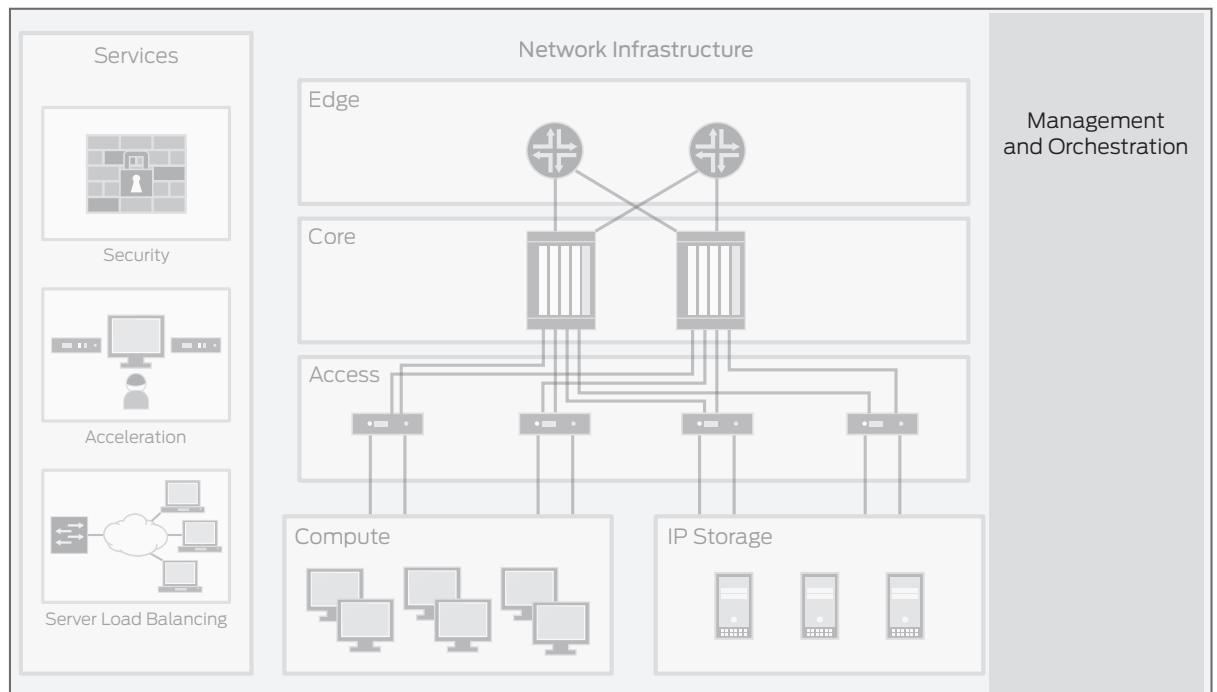 Services
Security
Acceleration
Server Load Balancing
Network Infrastructure
Edge
Core
Access
Compute
IP Storage
Management
and Orchestration